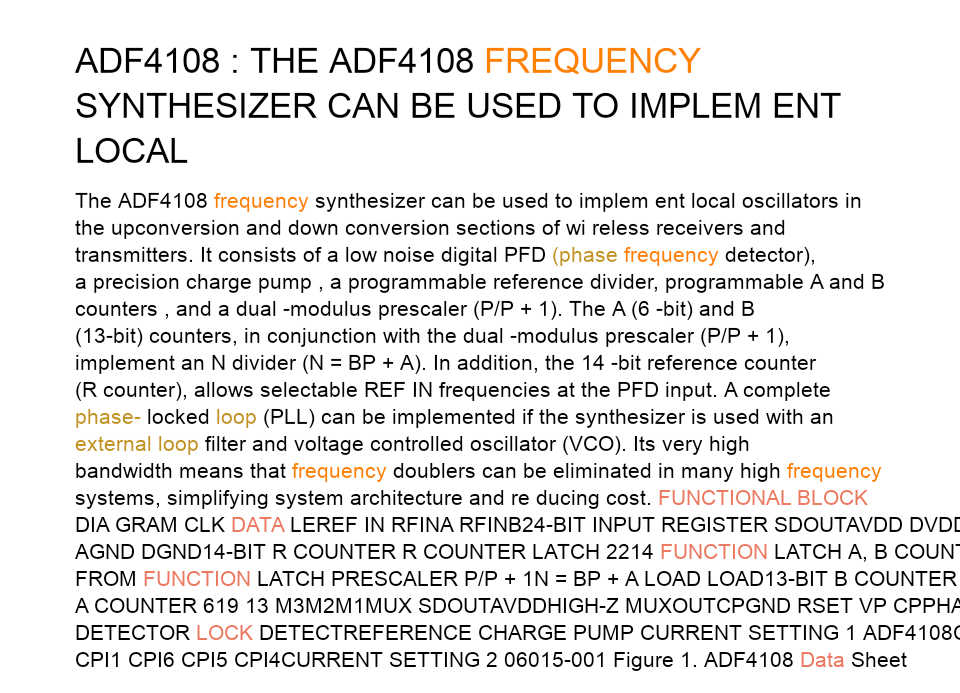 ADF4108 : THE ADF4108 FREQUENCY
SYNTHESIZER CAN BE USED TO IMPLEM ENT
LOCAL
The ADF4108 frequency synthesizer can be used to implem ent local oscillators in
the upconversion and down conversion sections of wi reless receivers and
transmitters. It consists of a low noise digital PFD (phase frequency detector),
a precision charge pump , a programmable reference divider, programmable A and B
counters , and a dual -modulus prescaler (P/P + 1). The A (6 -bit) and B
(13-bit) counters, in conjunction with the dual -modulus prescaler (P/P + 1),
implement an N divider (N = BP + A). In addition, the 14 -bit reference counter
(R counter), allows selectable REF IN frequencies at the PFD input. A complete
phase- locked loop (PLL) can be implemented if the synthesizer is used with an
external loop filter and voltage controlled oscillator (VCO). Its very high
bandwidth means that frequency doublers can be eliminated in many high frequency
systems, simplifying system architecture and re ducing cost. FUNCTIONAL BLOCK
DIA GRAM CLK DATA LEREF IN RFINA RFINB24-BIT INPUT REGISTER SDOUTAVDD DVDD
AGND DGND14-BIT R COUNTER R COUNTER LATCH 2214 FUNCTION LATCH A, B COUNT
FROM FUNCTION LATCH PRESCALER P/P + 1N = BP + A LOAD LOAD13-BIT B COUNTER
A COUNTER 619 13 M3M2M1MUX SDOUTAVDDHIGH-Z MUXOUTCPGND RSET VP CPPHA
DETECTOR LOCK DETECTREFERENCE CHARGE PUMP CURRENT SETTING 1 ADF4108
CPI1 CPI6 CPI5 CPI4CURRENT SETTING 2 06015-001 Figure 1. ADF4108 Data Sheet